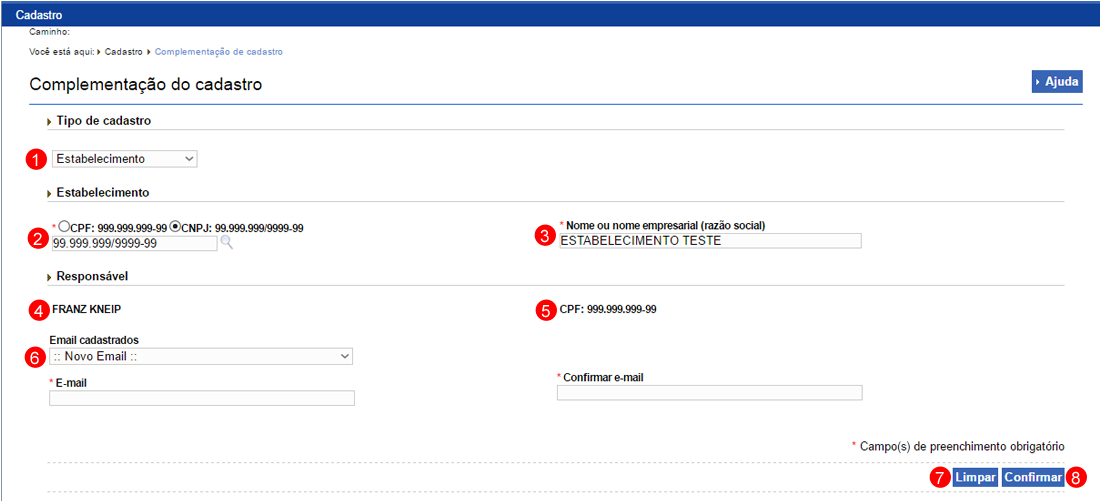 Cadastro
Caminho:
Você está aqui: Cadastro Complementação de cadastro
Complementação do cadastro
Ajuda
Tipo de cadastro
1 Estabelecimento
Estabelecimento
* CPF: 999.999.999-99 CNPJ: 99.999.999/9999-99
* Nome ou nome empresarial (razão social)
2 99.999.999/9999-99
3 ESTABELECIMENTO TESTE
Responsável
4 FRANZ KNEIP
5 CPF: 999.999.999-99
Email cadastrados
6 :: Novo Email ::
* E-mail
* Confirmar e-mail
* Campo(s) de preenchimento obrigatório
7 Limpar Confirmar 8